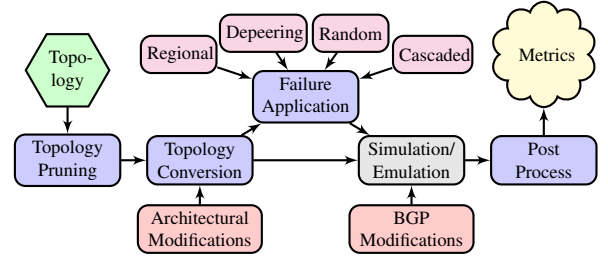 Topo-
logy
Regional
Depeering
Random
Cascaded
Failure
Application
Metrics
Topology
Pruning
Topology
Conversion
Simulation/
Emulation
Post
Process
Architectural
Modifications
BGP
Modifications